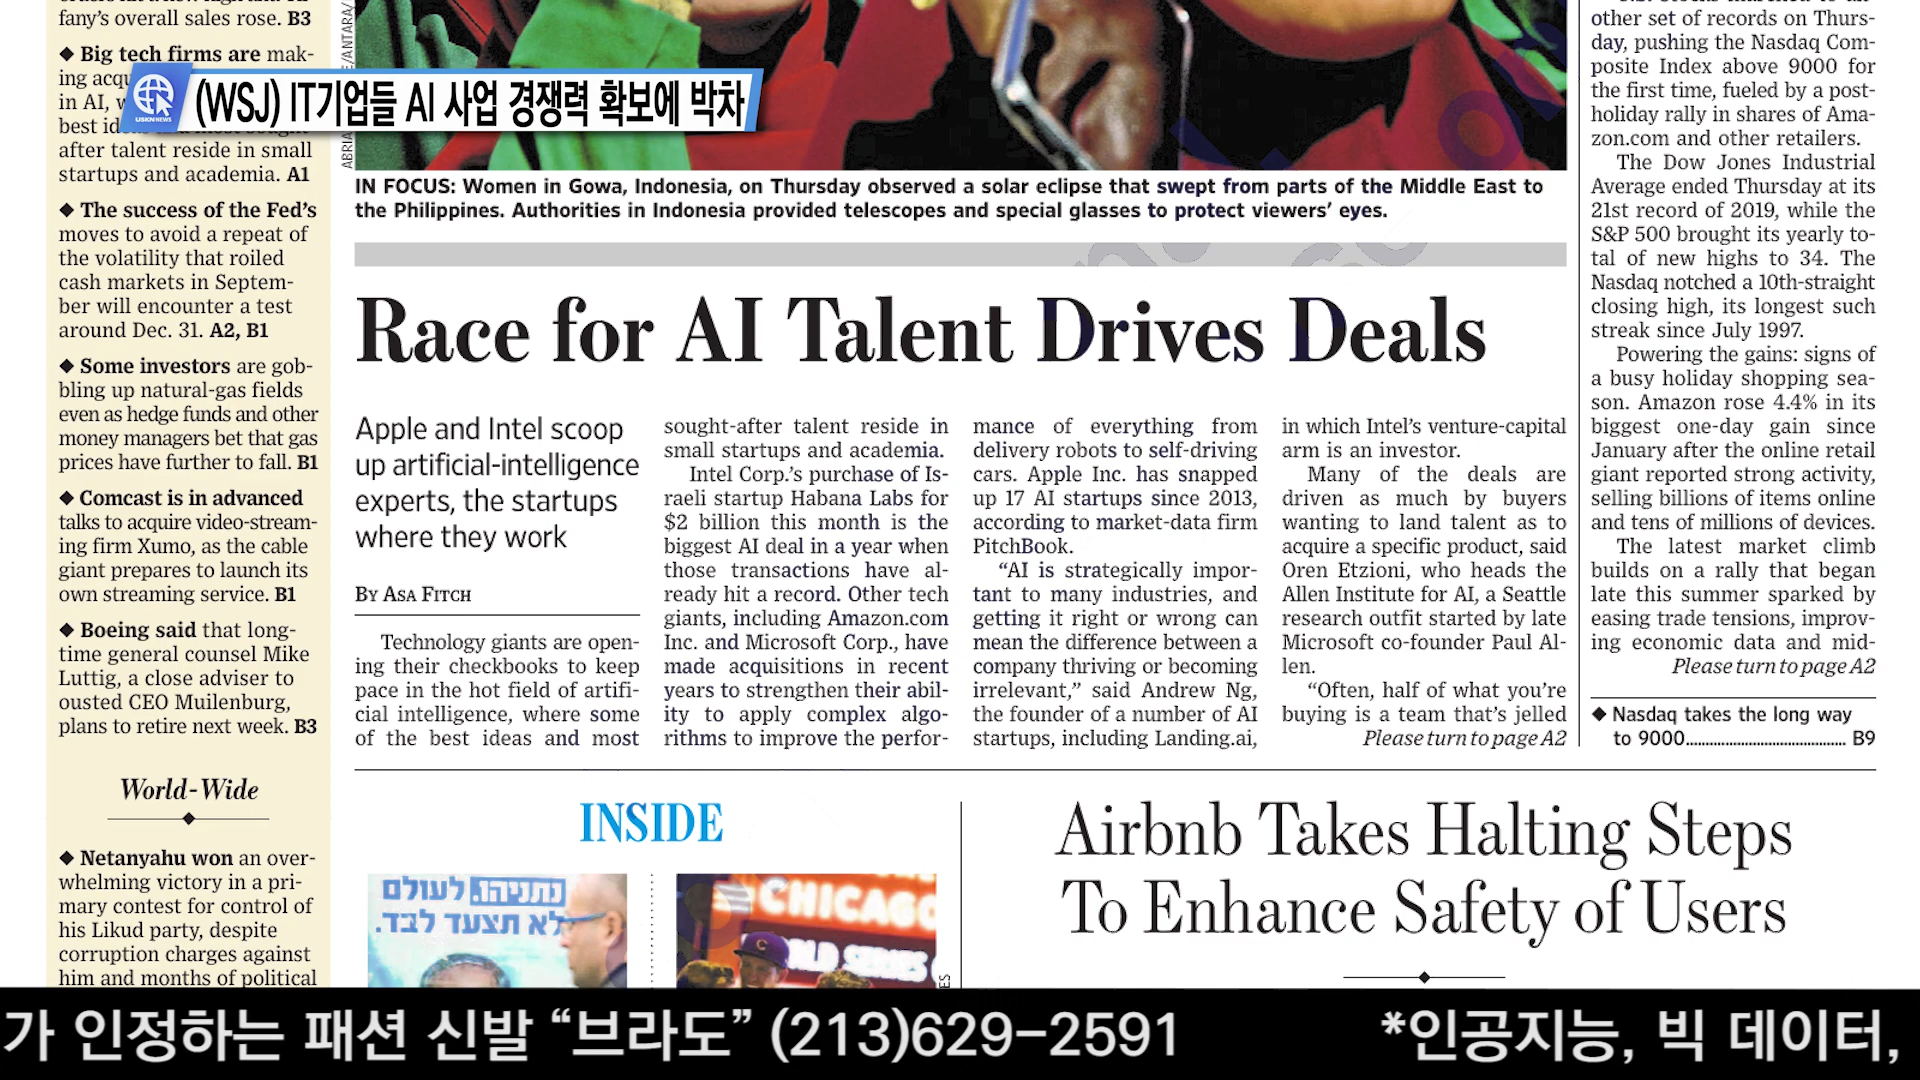 fany's overall sales rose. B3
◆ Big tech firms are mak-
ing acqu
in AI, w
best id
after talent reside in small
startups and academia. A1
◆ The success of the Fed's
moves to avoid a repeat of
the volatility that roiled
cash markets in Septem-
ber will encounter a test
around Dec. 31. A2, B1
◆ Some investors are gob-
bling up natural-gas fields
even as hedge funds and other
money managers bet that gas
prices have further to fall. B1
◆ Comcast is in advanced
talks to acquire video-stream-
ing firm Xumo, as the cable
giant prepares to launch its
own streaming service. B1
◆ Boeing said that long-
time general counsel Mike
Luttig, a close adviser to
ousted CEO Muilenburg,
plans to retire next week. B3
World-Wide
◆ Netanyahu won an over-
whelming victory in a pri-
mary contest for control of
his Likud party, despite
corruption charges against
him and months of political
USKN NEWS
(WSJ) IT기업들 AI 사업 경쟁력 확보에 박차
IN FOCUS: Women in Gowa, Indonesia, on Thursday observed a solar eclipse that swept from parts of the Middle East to
the Philippines. Authorities in Indonesia provided telescopes and special glasses to protect viewers' eyes.
Race for AI Talent Drives Deals
Apple and Intel scoop
up artificial-intelligence
experts, the startups
where they work
BY ASA FITCH
Technology giants are open-
ing their checkbooks to keep
pace in the hot field of artifi-
cial intelligence, where some
of the best ideas and most
sought-after talent reside in
small startups and academia.
Intel Corp.'s purchase of Is-
raeli startup Habana Labs for
$2 billion this month is the
biggest AI deal in a year when
those transactions have al-
ready hit a record. Other tech
giants, including Amazon.com
Inc. and Microsoft Corp., have
made acquisitions in recent
years to strengthen their abil-
ity to apply complex algo-
rithms to improve the perfor-
mance of everything from
delivery robots to self-driving
cars. Apple Inc. has snapped
up 17 AI startups since 2013,
according to market-data firm
PitchBook.
“AI is strategically impor-
tant to many industries, and
getting it right or wrong can
mean the difference between a
company thriving or becoming
irrelevant,” said Andrew Ng,
the founder of a number of AI
startups, including Landing.ai,
in which Intel's venture-capital
arm is an investor.
Many of the deals are
driven as much by buyers
wanting to land talent as to
acquire a specific product, said
Oren Etzioni, who heads the
Allen Institute for AI, a Seattle
research outfit started by late
Microsoft co-founder Paul Al-
len.
“Often, half of what you're
buying is a team that's jelled
Please turn to page A2
other set of records on Thurs-
day, pushing the Nasdaq Com-
posite Index above 9000 for
the first time, fueled by a post-
holiday rally in shares of Ama-
zon.com and other retailers.
The Dow Jones Industrial
Average ended Thursday at its
21st record of 2019, while the
S&P 500 brought its yearly to-
tal of new highs to 34. The
Nasdaq notched a 10th-straight
closing high, its longest such
streak since July 1997.
Powering the gains: signs of
a busy holiday shopping sea-
son. Amazon rose 4.4% in its
biggest one-day gain since
January after the online retail
giant reported strong activity,
selling billions of items online
and tens of millions of devices.
The latest market climb
builds on a rally that began
late this summer sparked by
easing trade tensions, improv-
ing economic data and mid-
Please turn to page A2
◆ Nasdaq takes the long way
to 9000........................................ B9
INSIDE
נתניהו. לעולם
לא תצעד לבד.
CHICAGO
WORLD SERIES
Airbnb Takes Halting Steps
To Enhance Safety of Users
가 인정하는 패션 신발 “브라도” (213)629-2591 *인공지능, 빅 데이터,